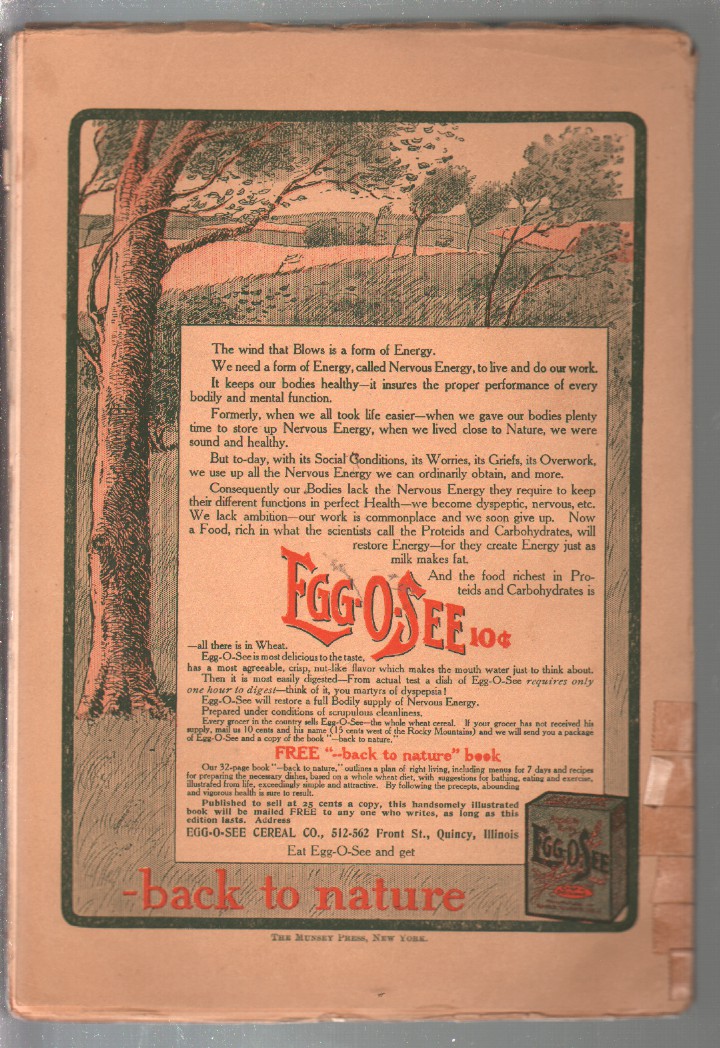 The wind that Blows is a form of Energy.
We need a form of Energy, called Nervous Energy, to live and do our work.
It keeps our bodies healthy—it insures the proper performance of every
bodily and mental function.
Formerly, when we all took life easier—when we gave our bodies plenty
time to store up Nervous Energy, when we lived close to Nature, we were
sound and healthy.
But to-day, with its Social Conditions, its Worries, its Griefs, its Overwork,
we use up all the Nervous Energy we can ordinarily obtain, and more.
Consequently our Bodies lack the Nervous Energy they require to keep
their different functions in perfect Health—we become dyspeptic, nervous, etc.
We lack ambition—our work is commonplace and we soon give up. Now
a Food, rich in what the scientists call the Proteids and Carbohydrates, will
restore Energy—for they create Energy just as
milk makes fat.
And the food richest in Pro-
teids and Carbohydrates is
EGG-O-SEE 10¢
—all there is in Wheat.
Egg-O-See is most delicious to the taste,
has a most agreeable, crisp, nut-like flavor which makes the mouth water just to think about.
Then it is most easily digested—From actual test a dish of Egg-O-See requires only
one hour to digest—think of it, you martyrs of dyspepsia!
Egg-O-See will restore a full Bodily supply of Nervous Energy.
Prepared under conditions of scrupulous cleanliness.
Every grocer in the country sells Egg-O-See—the whole wheat cereal. If your grocer has not received his
supply, mail us 10 cents and his name (15 cents west of the Rocky Mountains) and we will send you a package
of Egg-O-See and a copy of the book "—back to nature."
FREE "--back to nature" book
Our 32-page book "—back to nature," outlines a plan of right living, including menus for 7 days and recipes
for preparing the necessary dishes, based on a whole wheat diet, with suggestions for bathing, eating and exercise,
illustrated from life, exceedingly simple and attractive. By following the precepts, abounding
and vigorous health is sure to result.
Published to sell at 25 cents a copy, this handsomely illustrated
book will be mailed FREE to any one who writes, as long as this
edition lasts. Address
EGG-O-SEE CEREAL CO., 512-562 Front St., Quincy, Illinois
Eat Egg-O-See and get
EGG-O-SEE
-back to nature
THE MUNSEY PRESS, NEW YORK.